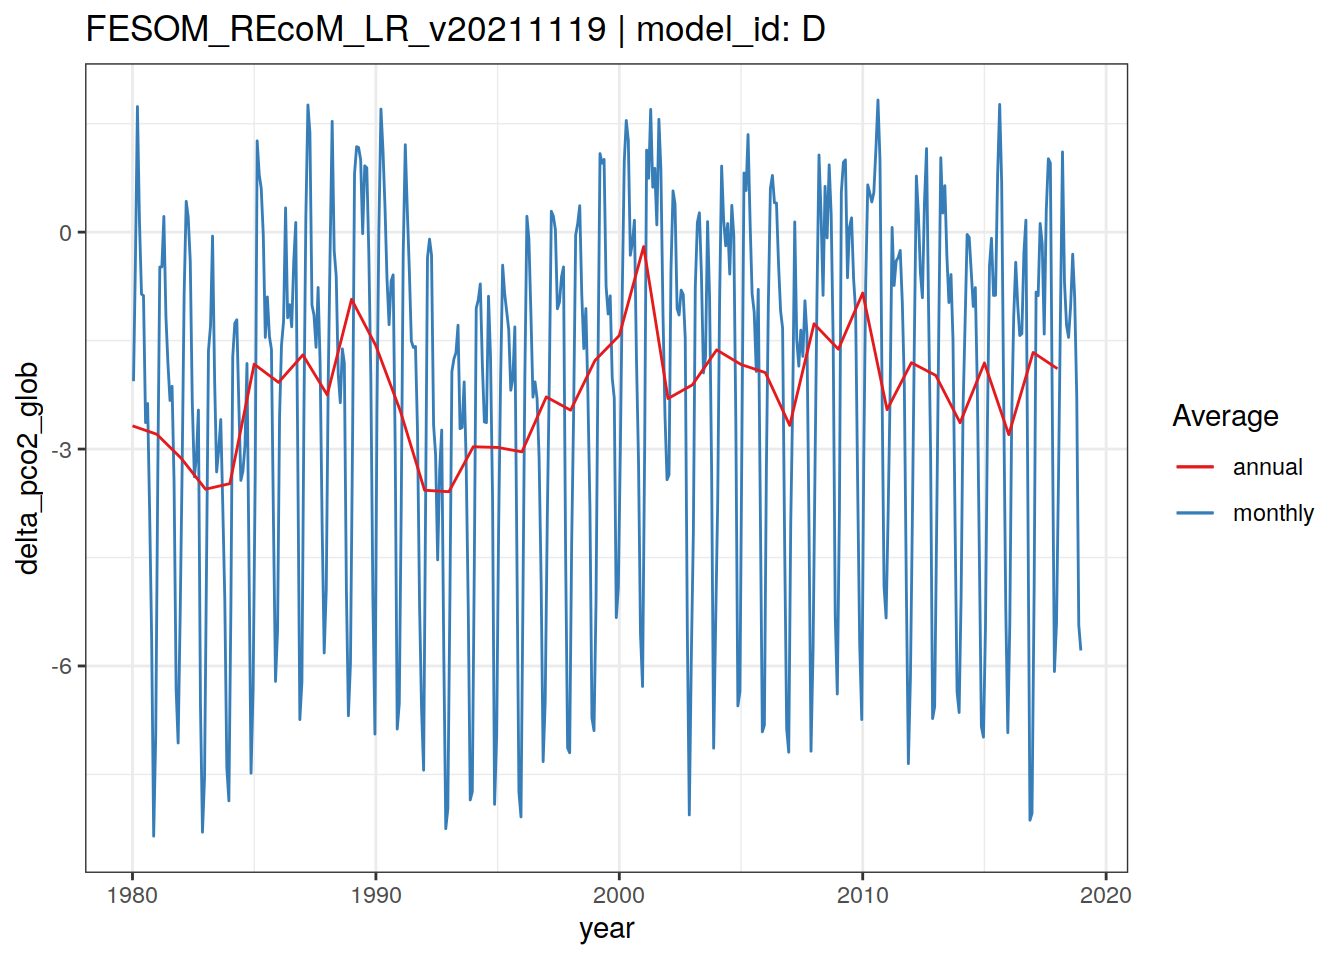 FESOM_REcoM_LR_v20211119 | model_id: D
delta_pco2_glob
0
-3
-6
1980
1990
2000
2010
2020
year
Average
annual
monthly